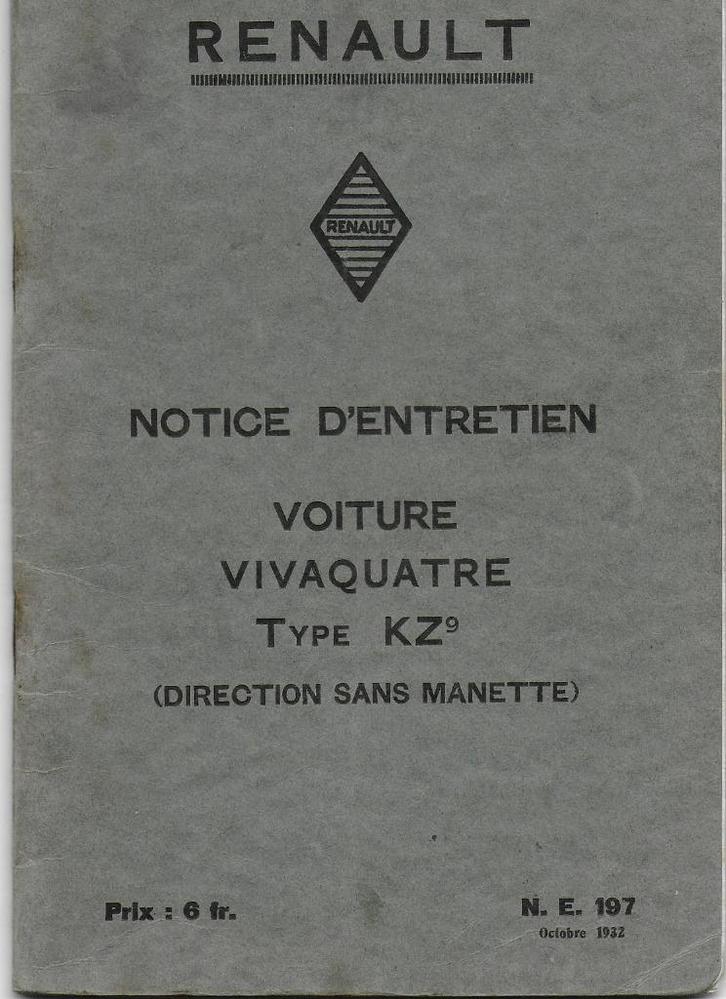 RENAULT
RENAULT
NOTICE D'ENTRETIEN
VOITURE
VIVAQUATRE
TYPE KZ⁹
(DIRECTION SANS MANETTE)
Prix : 6 fr.
N. E. 197
Octobre 1932